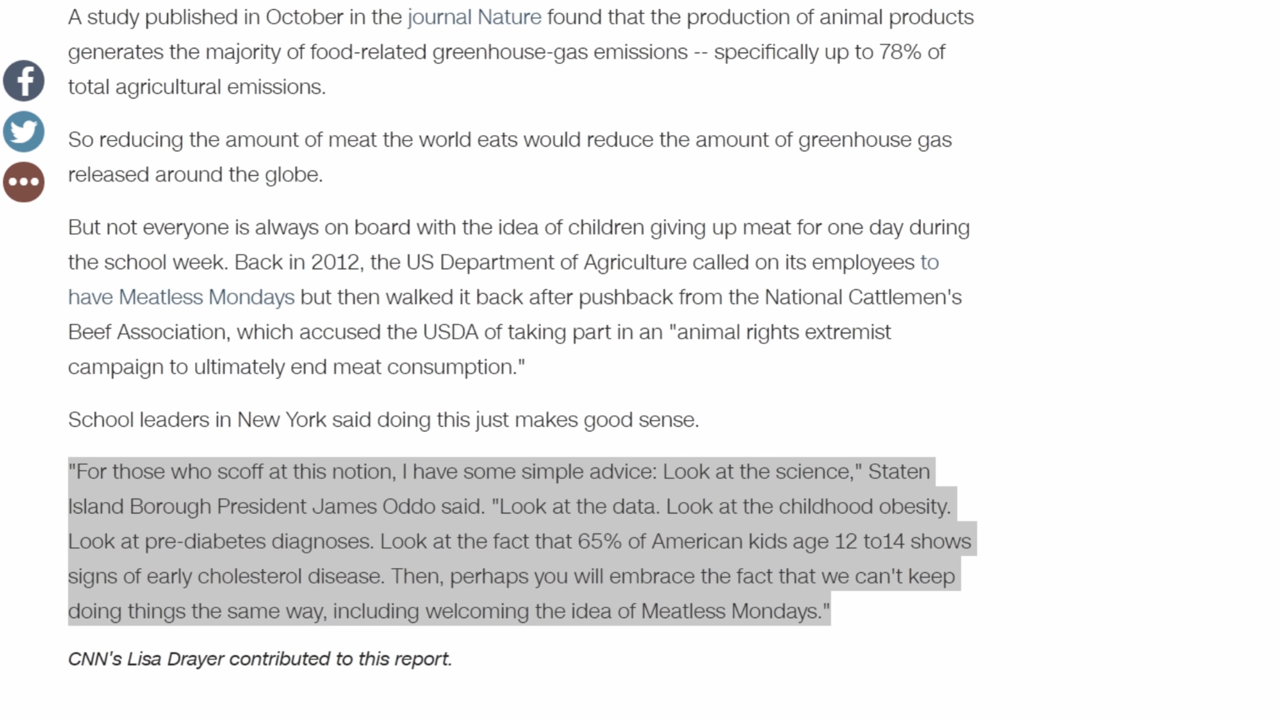 A study published in October in the journal Nature found that the production of animal products
generates the majority of food-related greenhouse-gas emissions -- specifically up to 78% of
total agricultural emissions.
So reducing the amount of meat the world eats would reduce the amount of greenhouse gas
released around the globe.
But not everyone is always on board with the idea of children giving up meat for one day during
the school week. Back in 2012, the US Department of Agriculture called on its employees to
have Meatless Mondays but then walked it back after pushback from the National Cattlemen's
Beef Association, which accused the USDA of taking part in an "animal rights extremist
campaign to ultimately end meat consumption."
School leaders in New York said doing this just makes good sense.
"For those who scoff at this notion, I have some simple advice: Look at the science," Staten
Island Borough President James Oddo said. "Look at the data. Look at the childhood obesity.
Look at pre-diabetes diagnoses. Look at the fact that 65% of American kids age 12 to14 shows
signs of early cholesterol disease. Then, perhaps you will embrace the fact that we can't keep
doing things the same way, including welcoming the idea of Meatless Mondays."
CNN's Lisa Drayer contributed to this report.